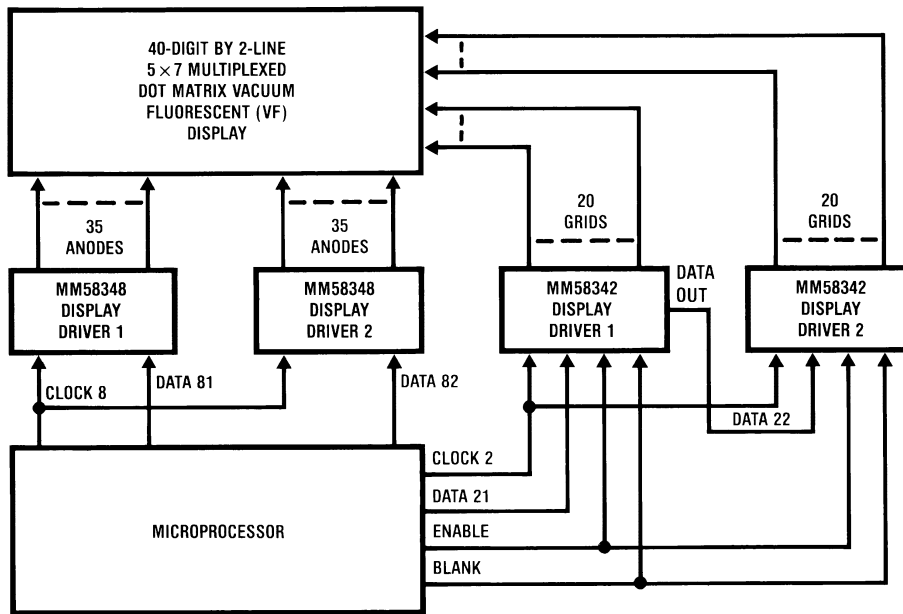 40-DIGIT BY 2-LINE
5 × 7 MULTIPLEXED
DOT MATRIX VACUUM
FLUORESCENT (VF)
DISPLAY
35
ANODES
35
ANODES
20
GRIDS
20
GRIDS
MM58348
DISPLAY
DRIVER 1
MM58348
DISPLAY
DRIVER 2
MM58342
DISPLAY
DRIVER 1
DATA
OUT
MM58342
DISPLAY
DRIVER 2
CLOCK 8
DATA 81
DATA 82
DATA 22
MICROPROCESSOR
CLOCK 2
DATA 21
ENABLE
BLANK